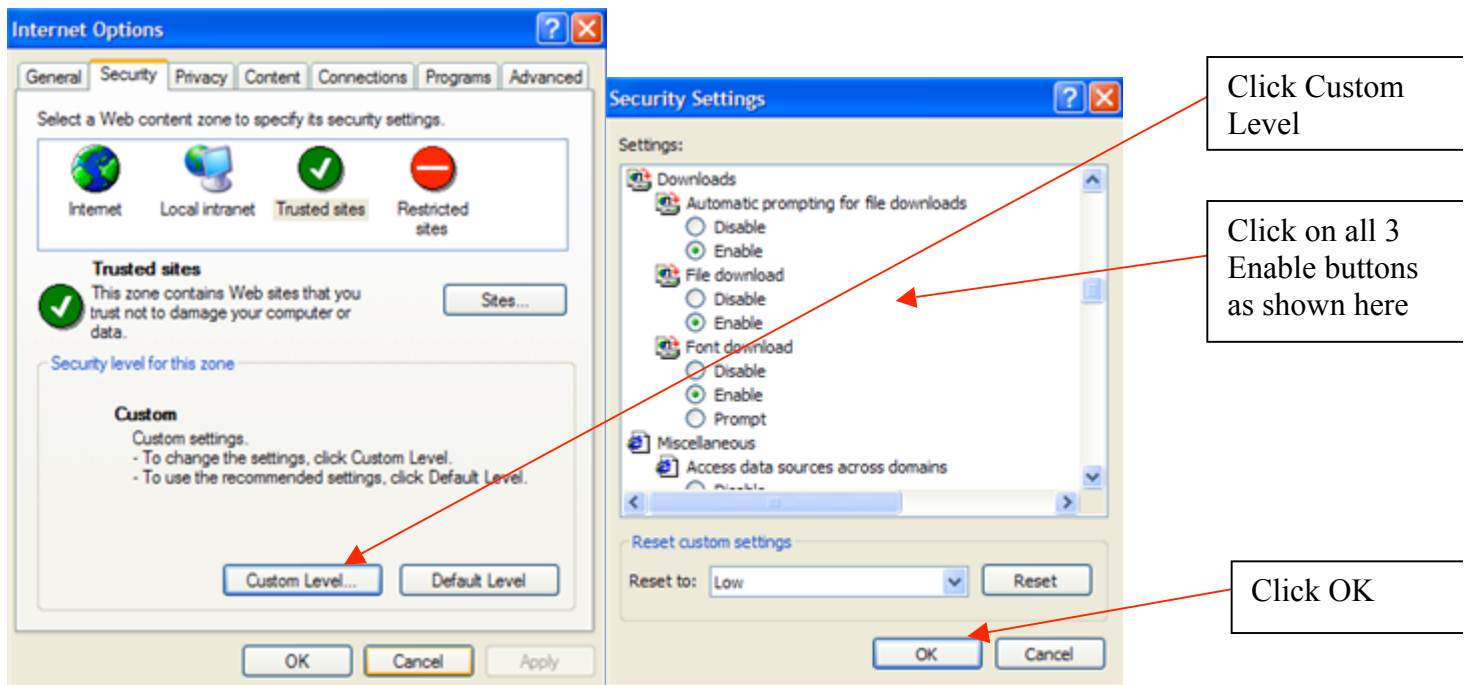 Internet Options
General Security Privacy Content Connections Programs Advanced
Select a Web content zone to specify its security settings.
Internet
Local intranet
Trusted sites
Restricted
sites
Trusted sites
This zone contains Web sites that you
trust not to damage your computer or
data.
Sites...
Security level for this zone
Custom
Custom settings.
- To change the settings, click Custom Level.
- To use the recommended settings, click Default Level.
Custom Level...
Default Level
OK
Cancel
Apply
Security Settings
Settings:
Downloads
Automatic prompting for file downloads
Disable
Enable
File download
Disable
Enable
Font download
Disable
Enable
Prompt
Miscellaneous
Access data sources across domains
Disable
Reset custom settings
Reset to: Low
Reset
OK
Cancel
Click Custom
Level
Click on all 3
Enable buttons
as shown here
Click OK